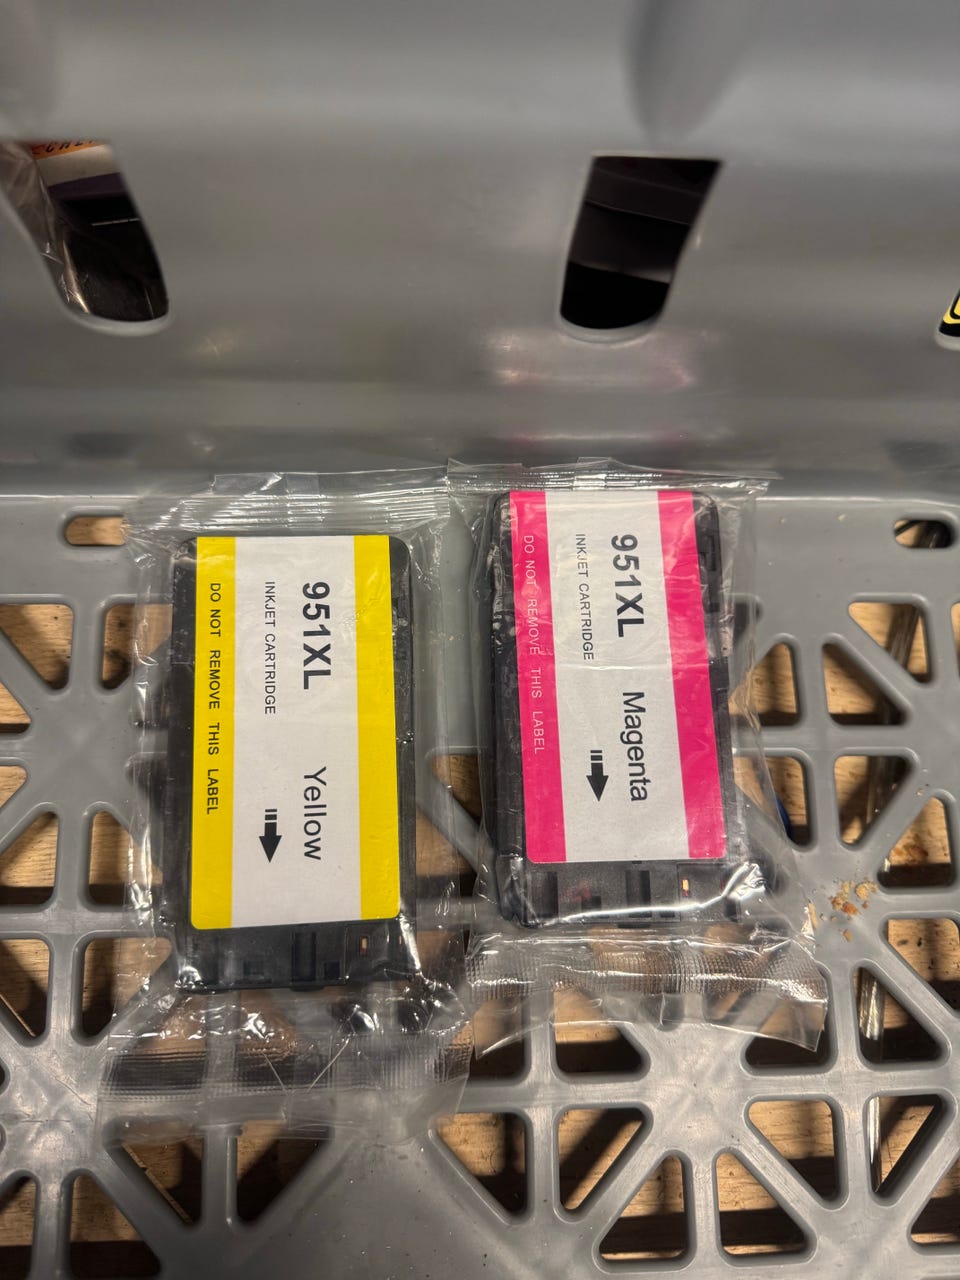 951XL Yellow
INKJET CARTRIDGE
DO NOT REMOVE THIS LABEL
951XL Magenta
INKJET CARTRIDGE
DO NOT REMOVE THIS LABEL